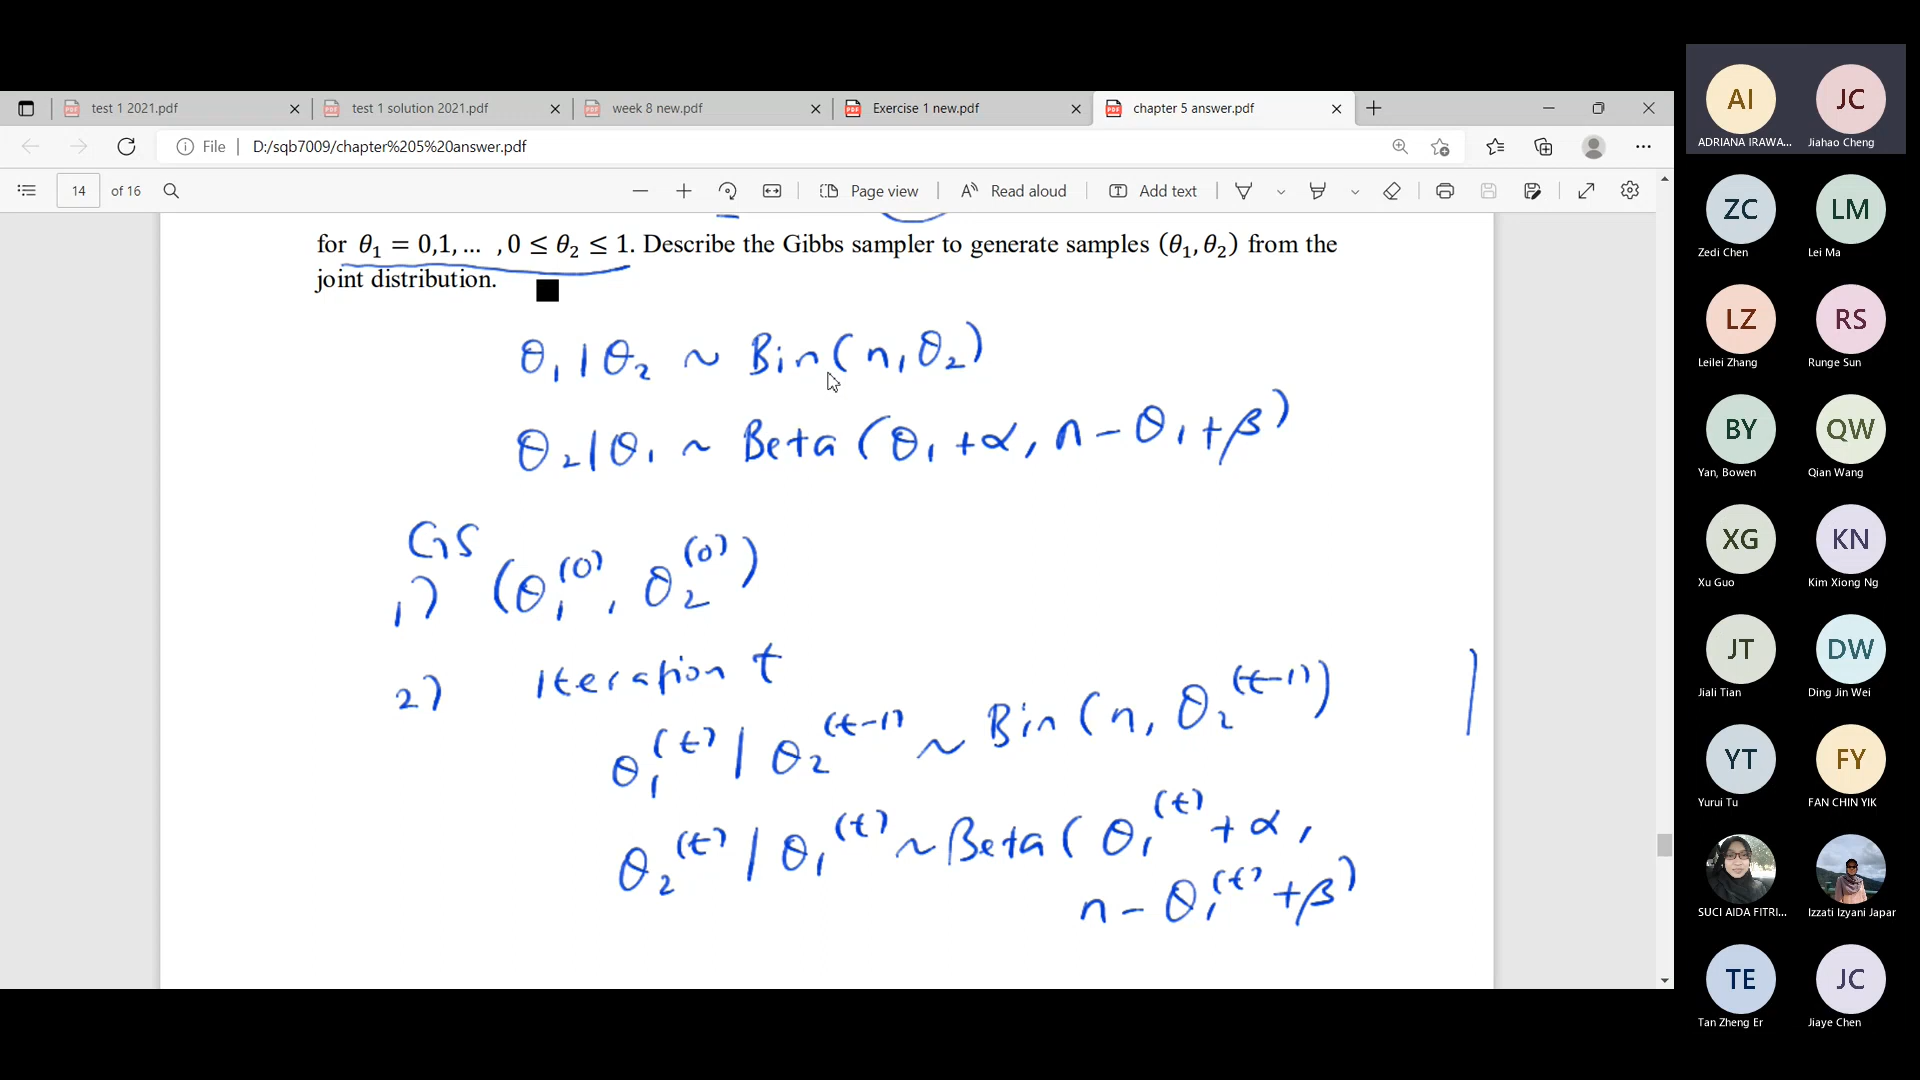 test 1 2021.pdf
test 1 solution 2021.pdf
week 8 new.pdf
Exercise 1 new.pdf
chapter 5 answer.pdf
File
D:/sqb7009/chapter%205%20answer.pdf
14 of 16
Page view
Read aloud
Add text
for θ₁ = 0,1, … , 0 ≤ θ₂ ≤ 1. Describe the Gibbs sampler to generate samples (θ₁, θ₂) from the
joint distribution.
θ₁ | θ₂ ~ Bin(n, θ₂)
θ₂ | θ₁ ~ Beta(θ₁ + α, n − θ₁ + β)
GS
1) (θ₁⁽⁰⁾, θ₂⁽⁰⁾)
2) Iteration t
θ₁⁽ᵗ⁾ | θ₂⁽ᵗ⁻¹⁾ ~ Bin(n, θ₂⁽ᵗ⁻¹⁾)
θ₂⁽ᵗ⁾ | θ₁⁽ᵗ⁾ ~ Beta(θ₁⁽ᵗ⁾ + α,
n − θ₁⁽ᵗ⁾ + β)
AI JC
ADRIANA IRAWA... Jiahao Cheng
ZC LM
Zedi Chen Lei Ma
LZ RS
Leilei Zhang Runge Sun
BY QW
Yan, Bowen Qian Wang
XG KN
Xu Guo Kim Xiong Ng
JT DW
Jiali Tian Ding Jin Wei
YT FY
Yurui Tu FAN CHIN YIK
SUCI AIDA FITRI... Izzati Izyani Japar
TE JC
Tan Zheng Er Jiaye Chen